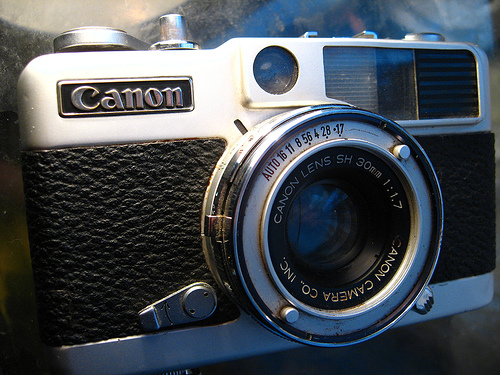 Canon
AUTO 16 11 8 5.6 4 2.8 -1.7
CANON LENS SH 30mm 1:1.7
CANON CAMERA CO. INC.